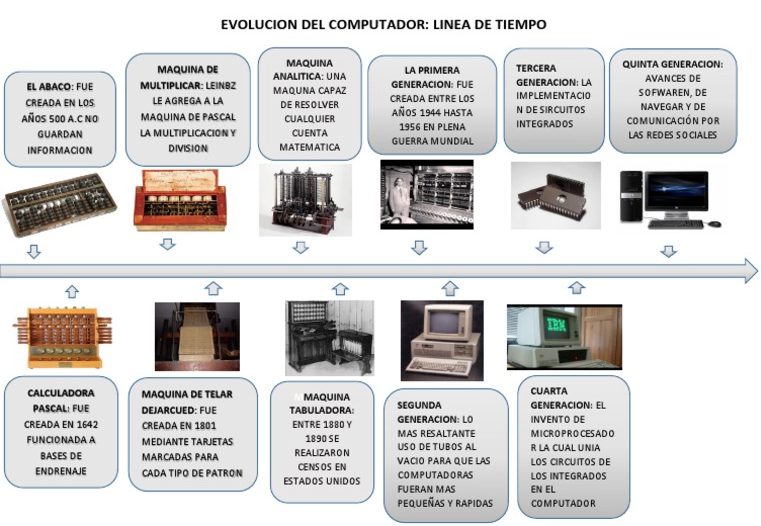 EVOLUCION DEL COMPUTADOR: LINEA DE TIEMPO
EL ABACO: FUE
CREADA EN LOS
AÑOS 500 A.C NO
GUARDAN
INFORMACION
MAQUINA DE
MULTIPLICAR: LEINBZ
LE AGREGA A LA
MAQUINA DE PASCAL
LA MULTIPLICACION Y
DIVISION
MAQUINA
ANALITICA: UNA
MAQUNA CAPAZ
DE RESOLVER
CUALQUIER
CUENTA
MATEMATICA
LA PRIMERA
GENERACION: FUE
CREADA ENTRE LOS
AÑOS 1944 HASTA
1956 EN PLENA
GUERRA MUNDIAL
TERCERA
GENERACION: LA
IMPLEMENTACIO
N DE SIRCUITOS
INTEGRADOS
QUINTA GENERACION:
AVANCES DE
SOFWAREN, DE
NAVEGAR Y DE
COMUNICACIÓN POR
LAS REDES SOCIALES
CALCULADORA
PASCAL: FUE
CREADA EN 1642
FUNCIONADA A
BASES DE
ENDRENAJE
MAQUINA DE TELAR
DEJARCUED: FUE
CREADA EN 1801
MEDIANTE TARJETAS
MARCADAS PARA
CADA TIPO DE PATRON
MAQUINA
TABULADORA:
ENTRE 1880 Y
1890 SE
REALIZARON
CENSOS EN
ESTADOS UNIDOS
SEGUNDA
GENERACION: LO
MAS RESALTANTE
USO DE TUBOS AL
VACIO PARA QUE LAS
COMPUTADORAS
FUERAN MAS
PEQUEÑAS Y RAPIDAS
IBM
CUARTA
GENERACION: EL
INVENTO DE
MICROPROCESADO
R LA CUAL UNIA
LOS CIRCUITOS DE
LOS INTEGRADOS
EN EL
COMPUTADOR